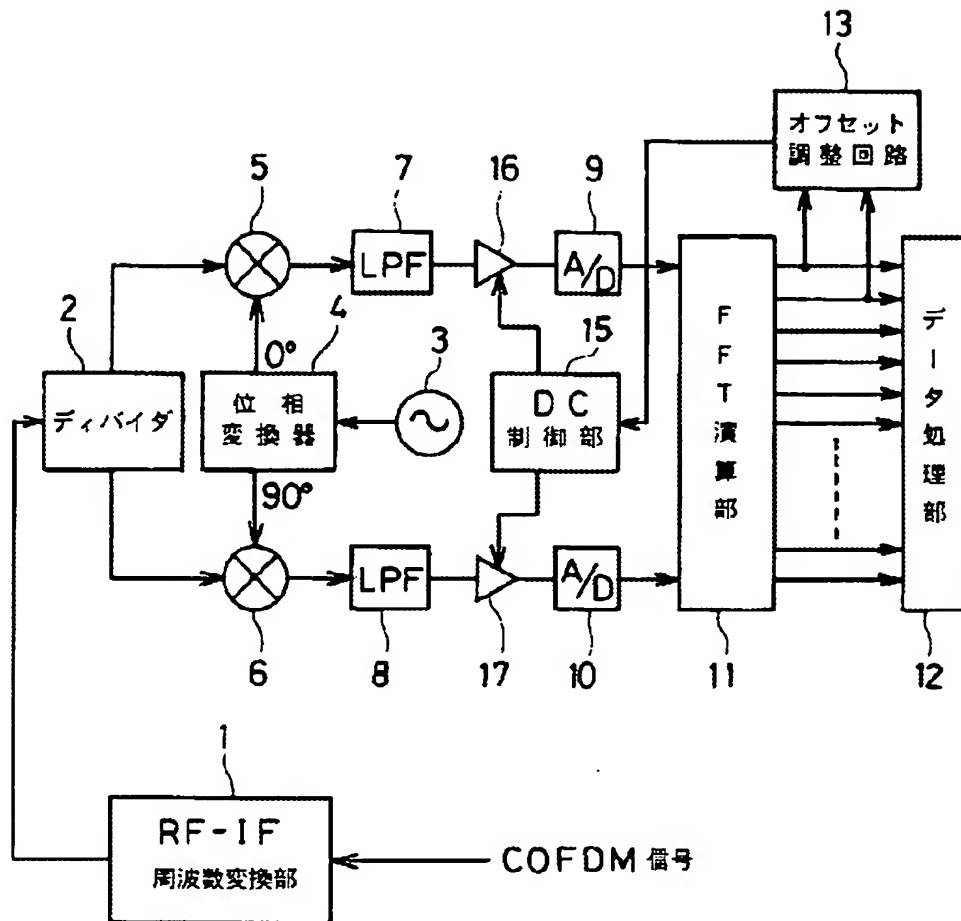 13
オフセット
調整回路
5
7
16
9
LPF
A/D
2
0°
4
3
15
ディバイダ
位相
変換器
DC
制御部
FFT演算部
データ処理部
90°
LPF
A/D
6
8
17
10
11
12
1
RF-IF
周波数変換部
COFDM 信号